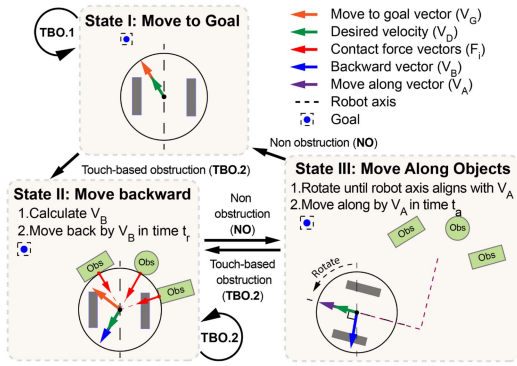 State I: Move to Goal
TBO.1
Move to goal vector (V_G)
Desired velocity (V_D)
Contact force vectors (F_i)
Backward vector (V_B)
Move along vector (V_A)
Robot axis
Goal
Non obstruction (NO)
Touch-based obstruction (TBO.2)
State II: Move backward
1.Calculate V_B
2.Move back by V_B in time t_r
Obs
Obs
Obs
Non
obstruction
(NO)
Touch-based
obstruction
(TBO.2)
TBO.2
State III: Move Along Objects
1.Rotate until robot axis aligns with V_A
2.Move along by V_A in time t_a
Obs
Obs
Obs
Rotate